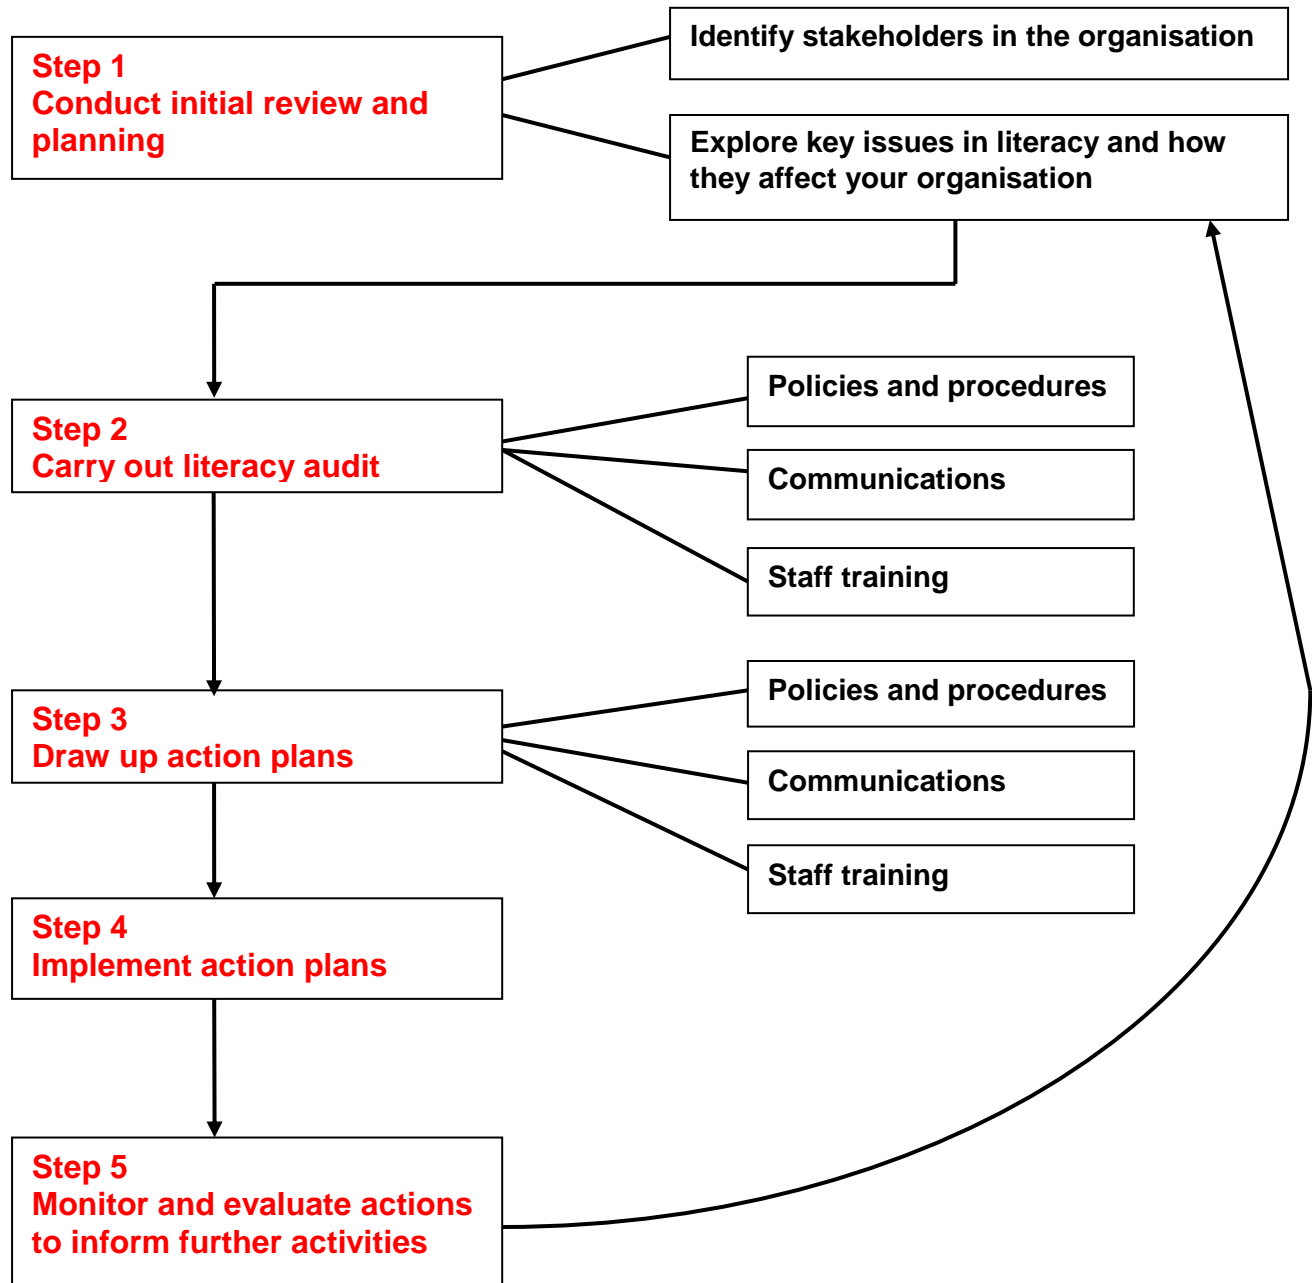 Step 1
Conduct initial review and
planning
Identify stakeholders in the organisation
Explore key issues in literacy and how
they affect your organisation
Step 2
Carry out literacy audit
Policies and procedures
Communications
Staff training
Step 3
Draw up action plans
Policies and procedures
Communications
Staff training
Step 4
Implement action plans
Step 5
Monitor and evaluate actions
to inform further activities